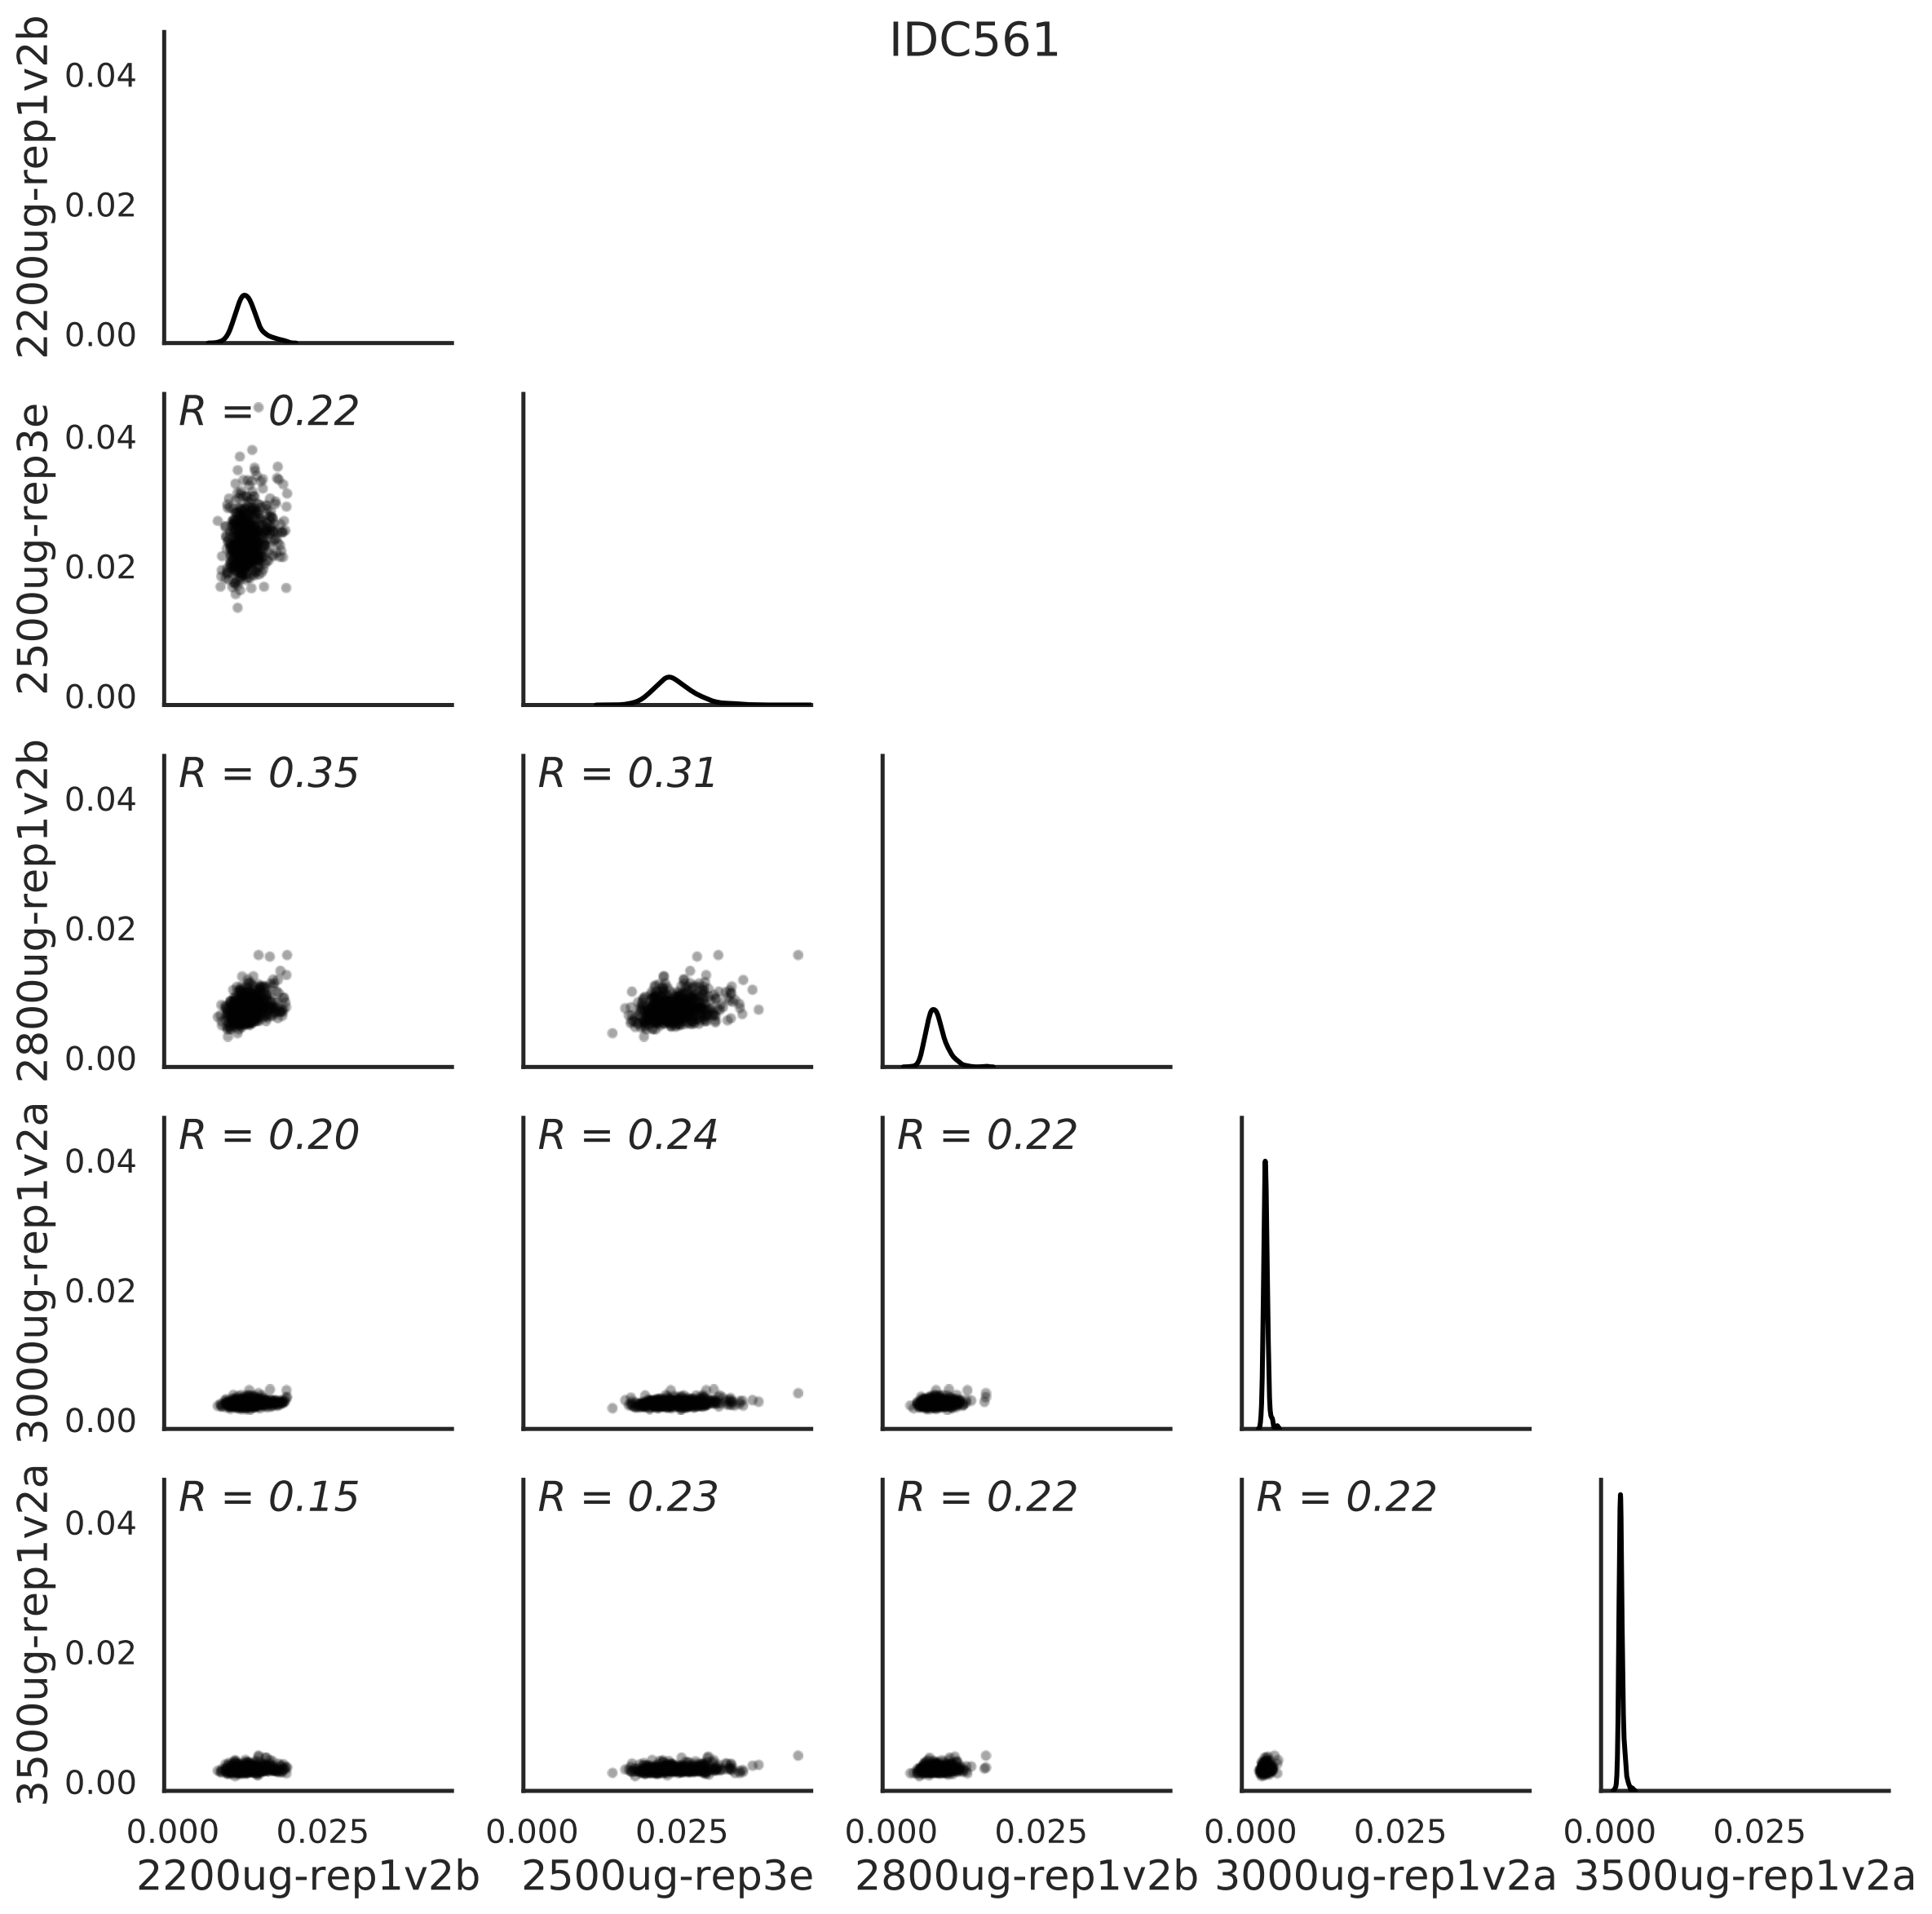 IDC561
2200ug-rep1v2b
0.04
0.02
0.00
2500ug-rep3e
0.04
0.02
0.00
R = 0.22
2800ug-rep1v2b
0.04
0.02
0.00
R = 0.35
R = 0.31
3000ug-rep1v2a
0.04
0.02
0.00
R = 0.20
R = 0.24
R = 0.22
3500ug-rep1v2a
0.04
0.02
0.00
R = 0.15
R = 0.23
R = 0.22
R = 0.22
0.000 0.025
0.000 0.025
0.000 0.025
0.000 0.025
0.000 0.025
2200ug-rep1v2b
2500ug-rep3e
2800ug-rep1v2b
3000ug-rep1v2a
3500ug-rep1v2a